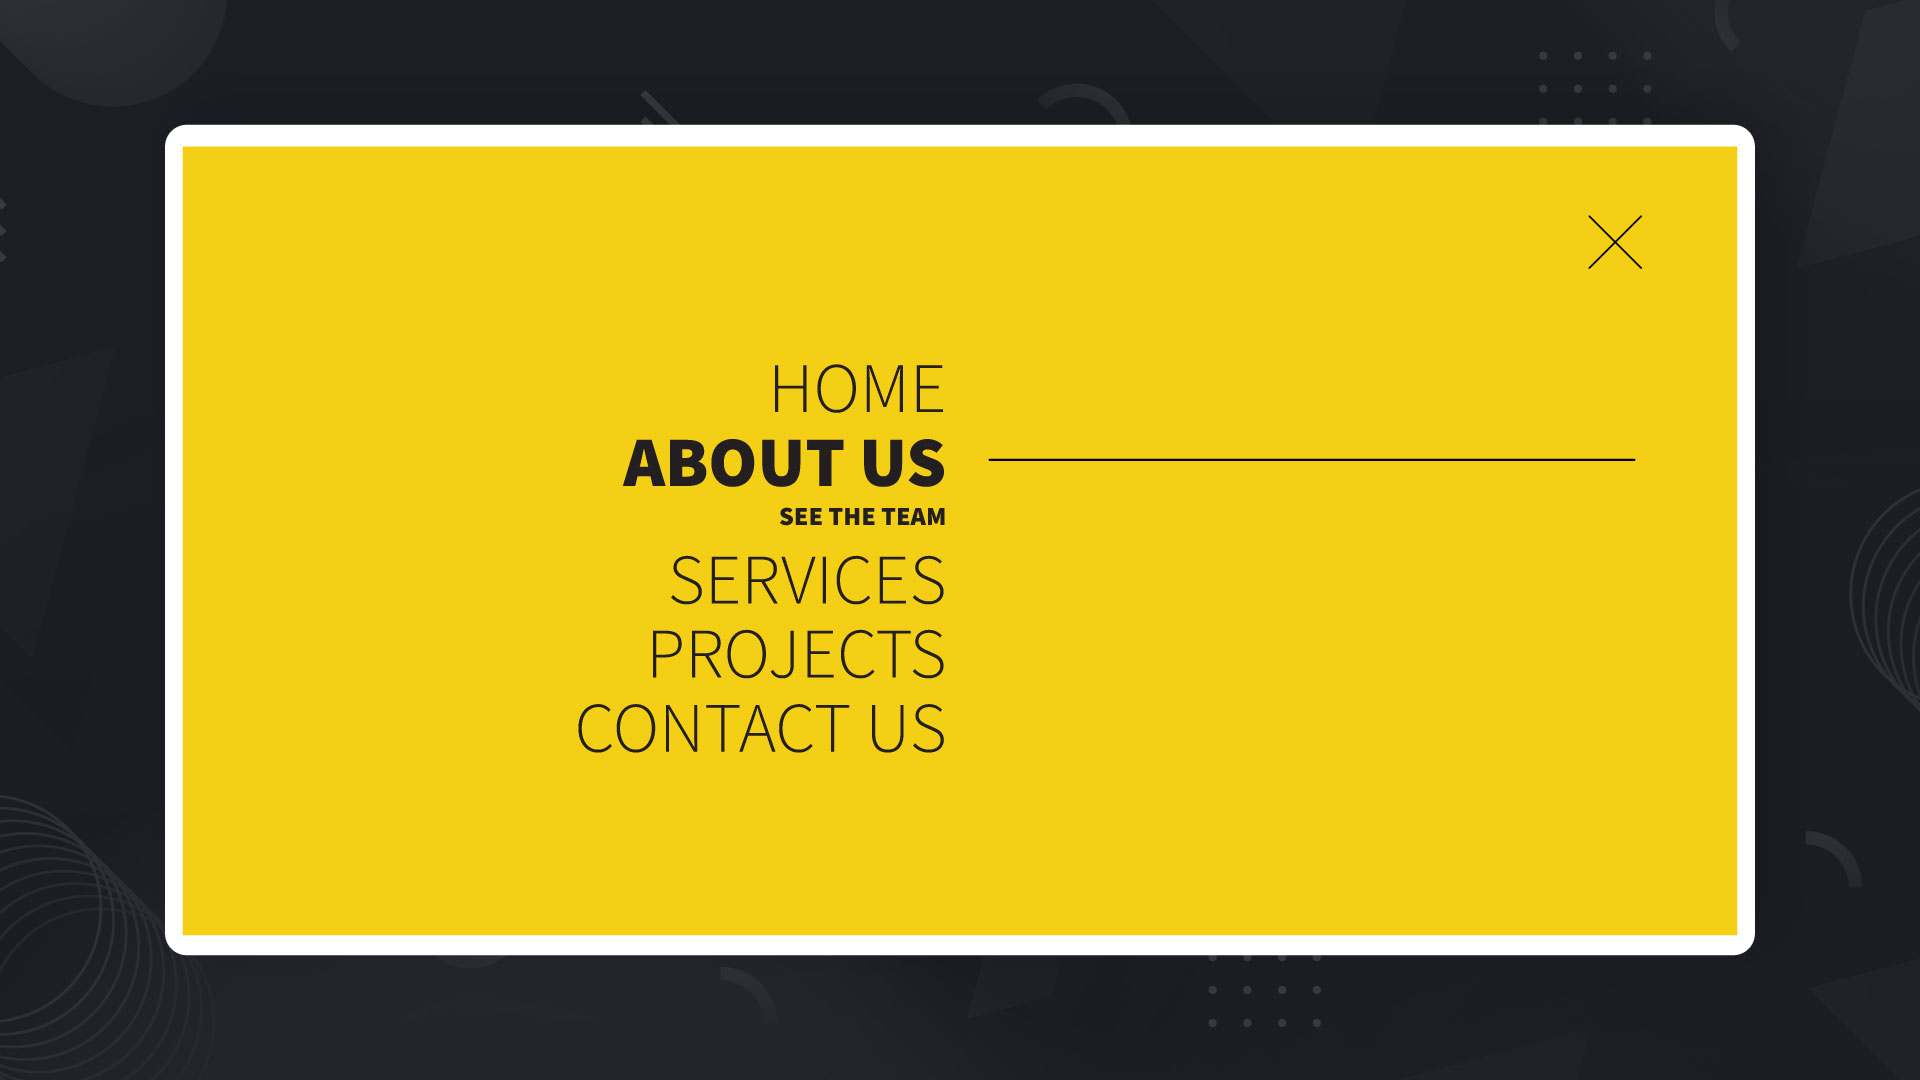 HOME
ABOUT US
SEE THE TEAM
SERVICES
PROJECTS
CONTACT US